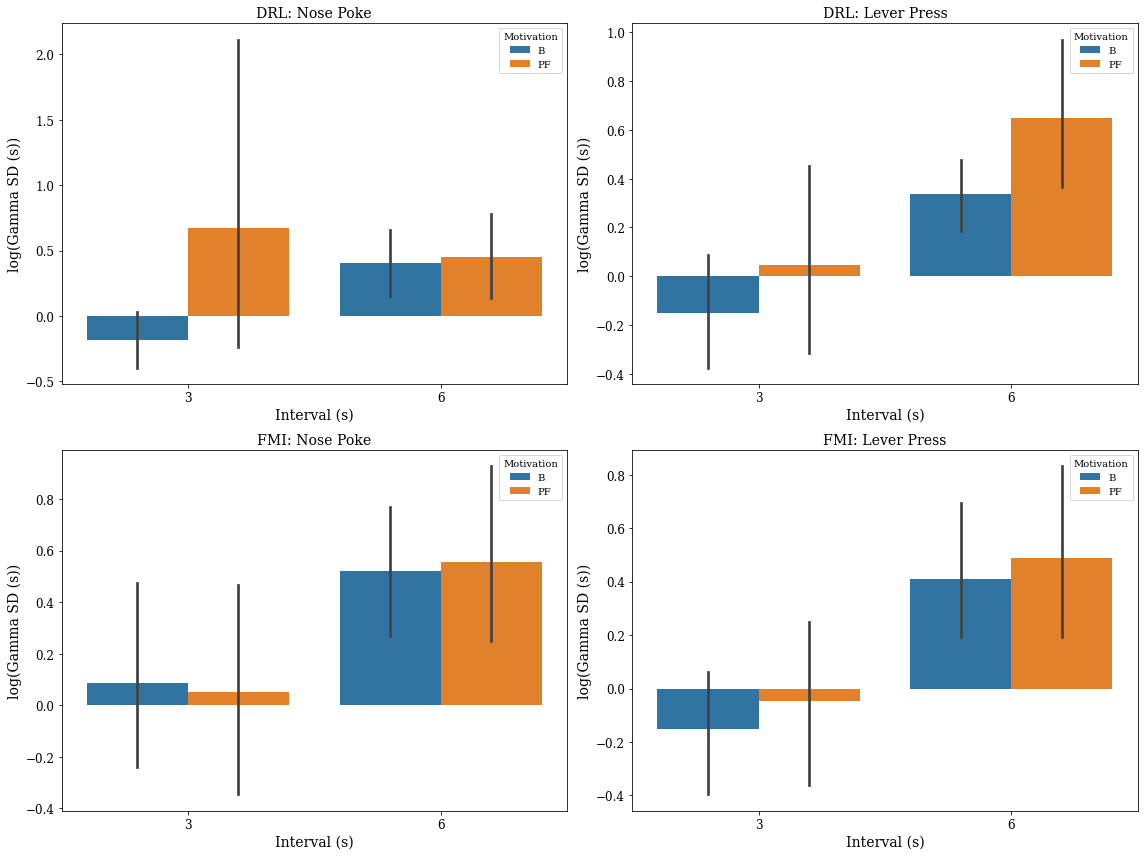 DRL: Nose Poke
log(Gamma SD (s))
2.0
1.5
1.0
0.5
0.0
−0.5
Motivation
B
PF
3
6
Interval (s)
DRL: Lever Press
log(Gamma SD (s))
1.0
0.8
0.6
0.4
0.2
0.0
−0.2
−0.4
Motivation
B
PF
3
6
Interval (s)
FMI: Nose Poke
log(Gamma SD (s))
0.8
0.6
0.4
0.2
0.0
−0.2
−0.4
Motivation
B
PF
3
6
Interval (s)
FMI: Lever Press
log(Gamma SD (s))
0.8
0.6
0.4
0.2
0.0
−0.2
−0.4
Motivation
B
PF
3
6
Interval (s)